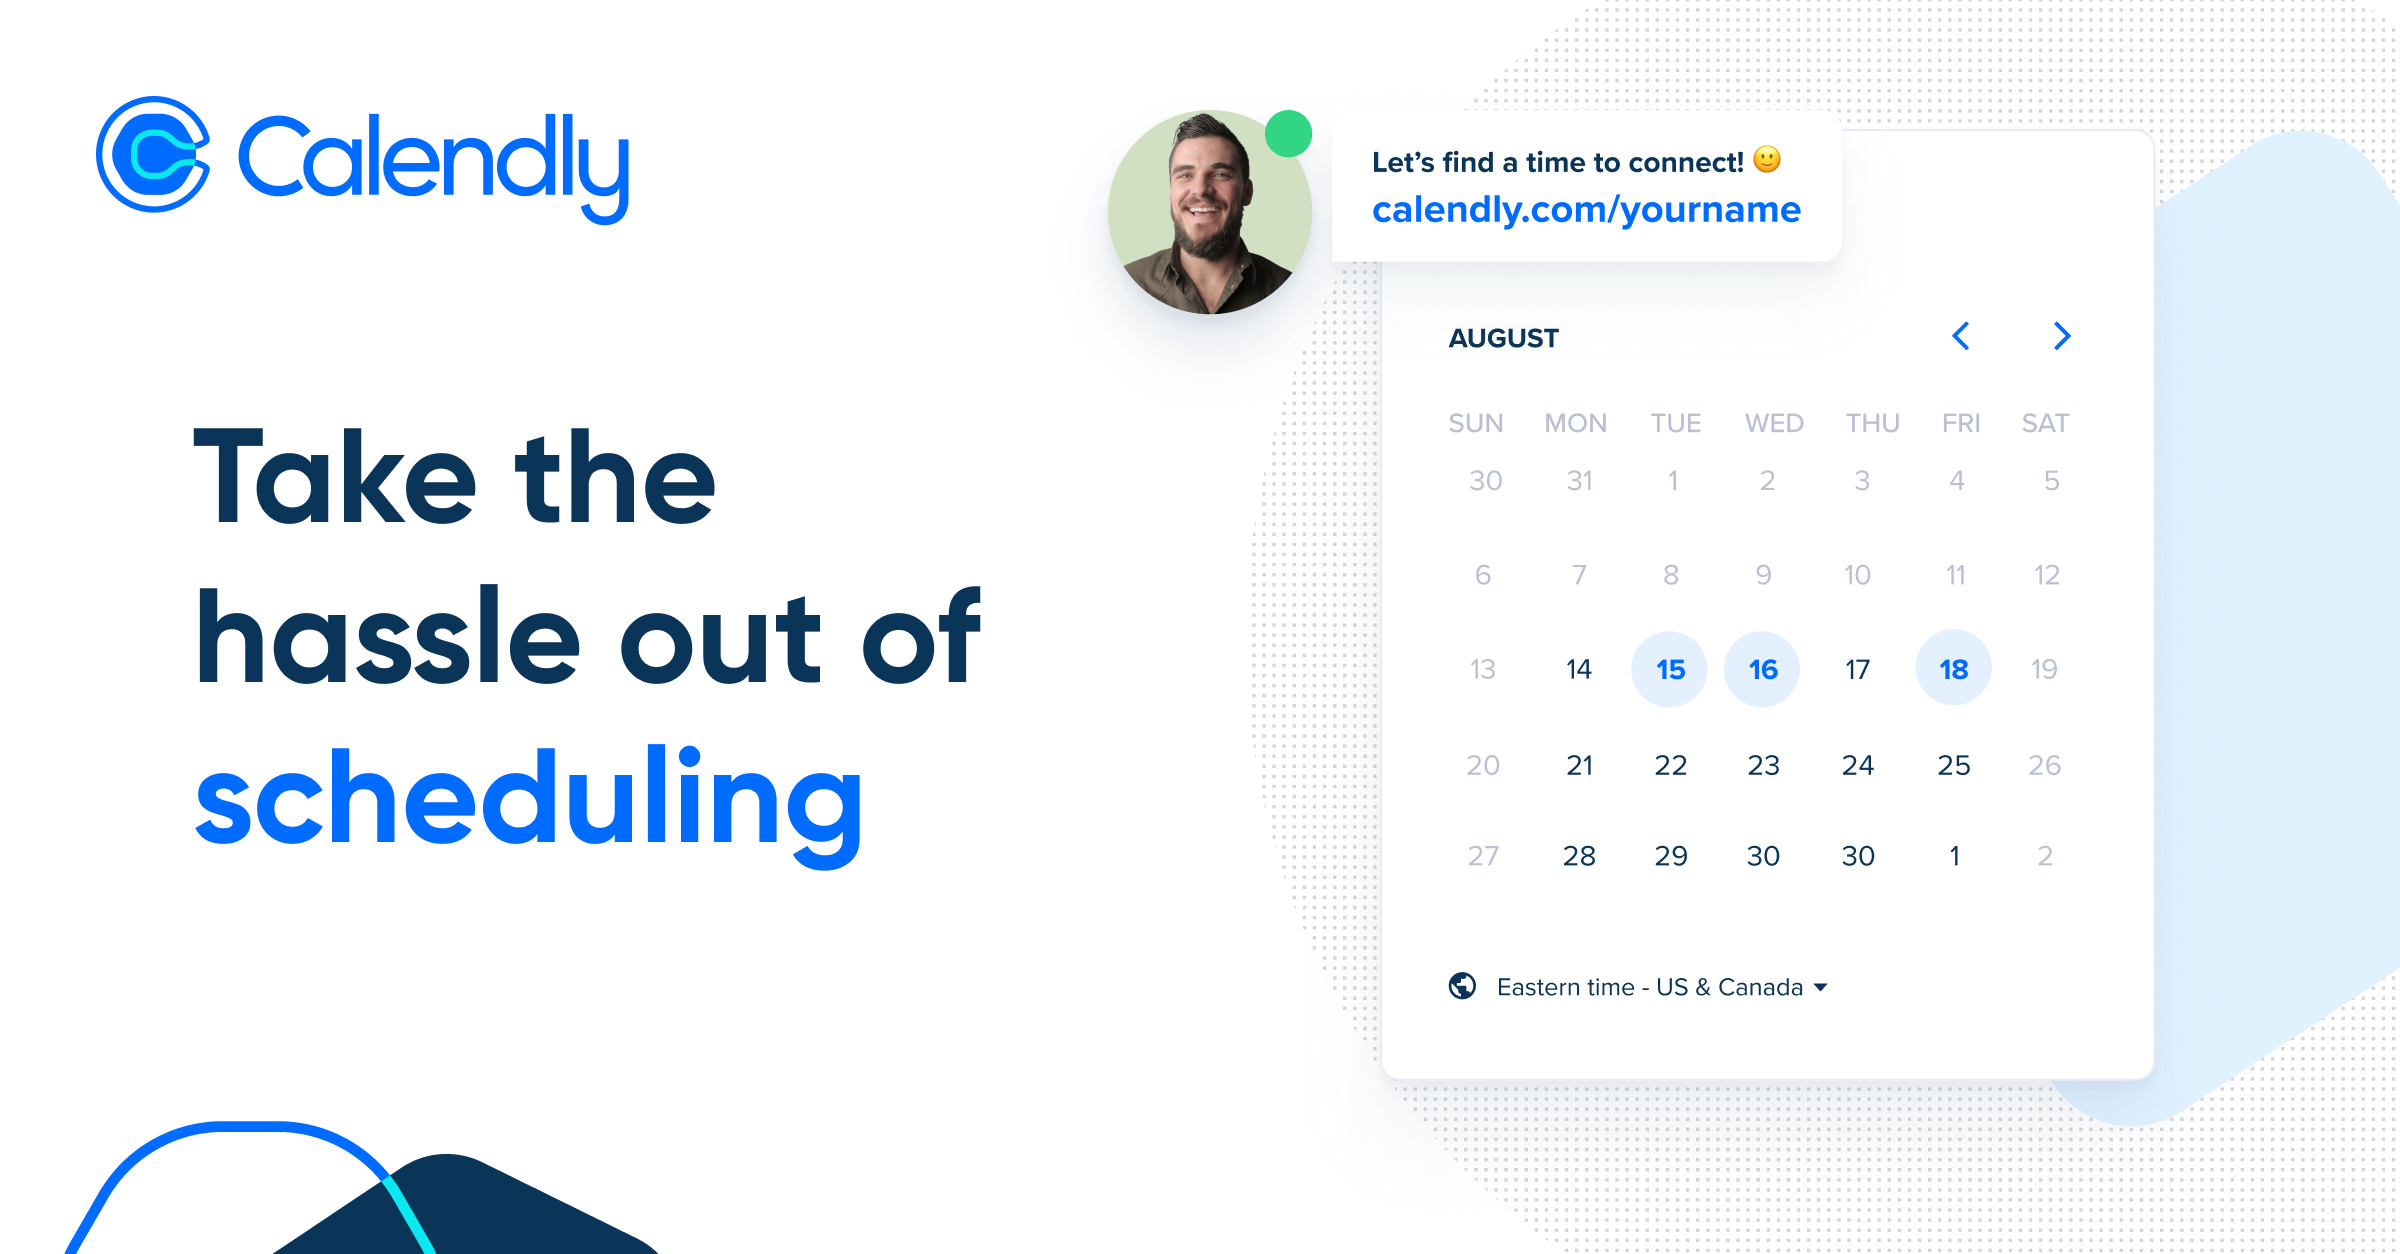 Calendly
Take the
hassle out of
scheduling
Let’s find a time to connect! 🙂
calendly.com/yourname
AUGUST
SUN MON TUE WED THU FRI SAT
30 31 1 2 3 4 5
6 7 8 9 10 11 12
13 14 15 16 17 18 19
20 21 22 23 24 25 26
27 28 29 30 30 1 2
Eastern time - US & Canada